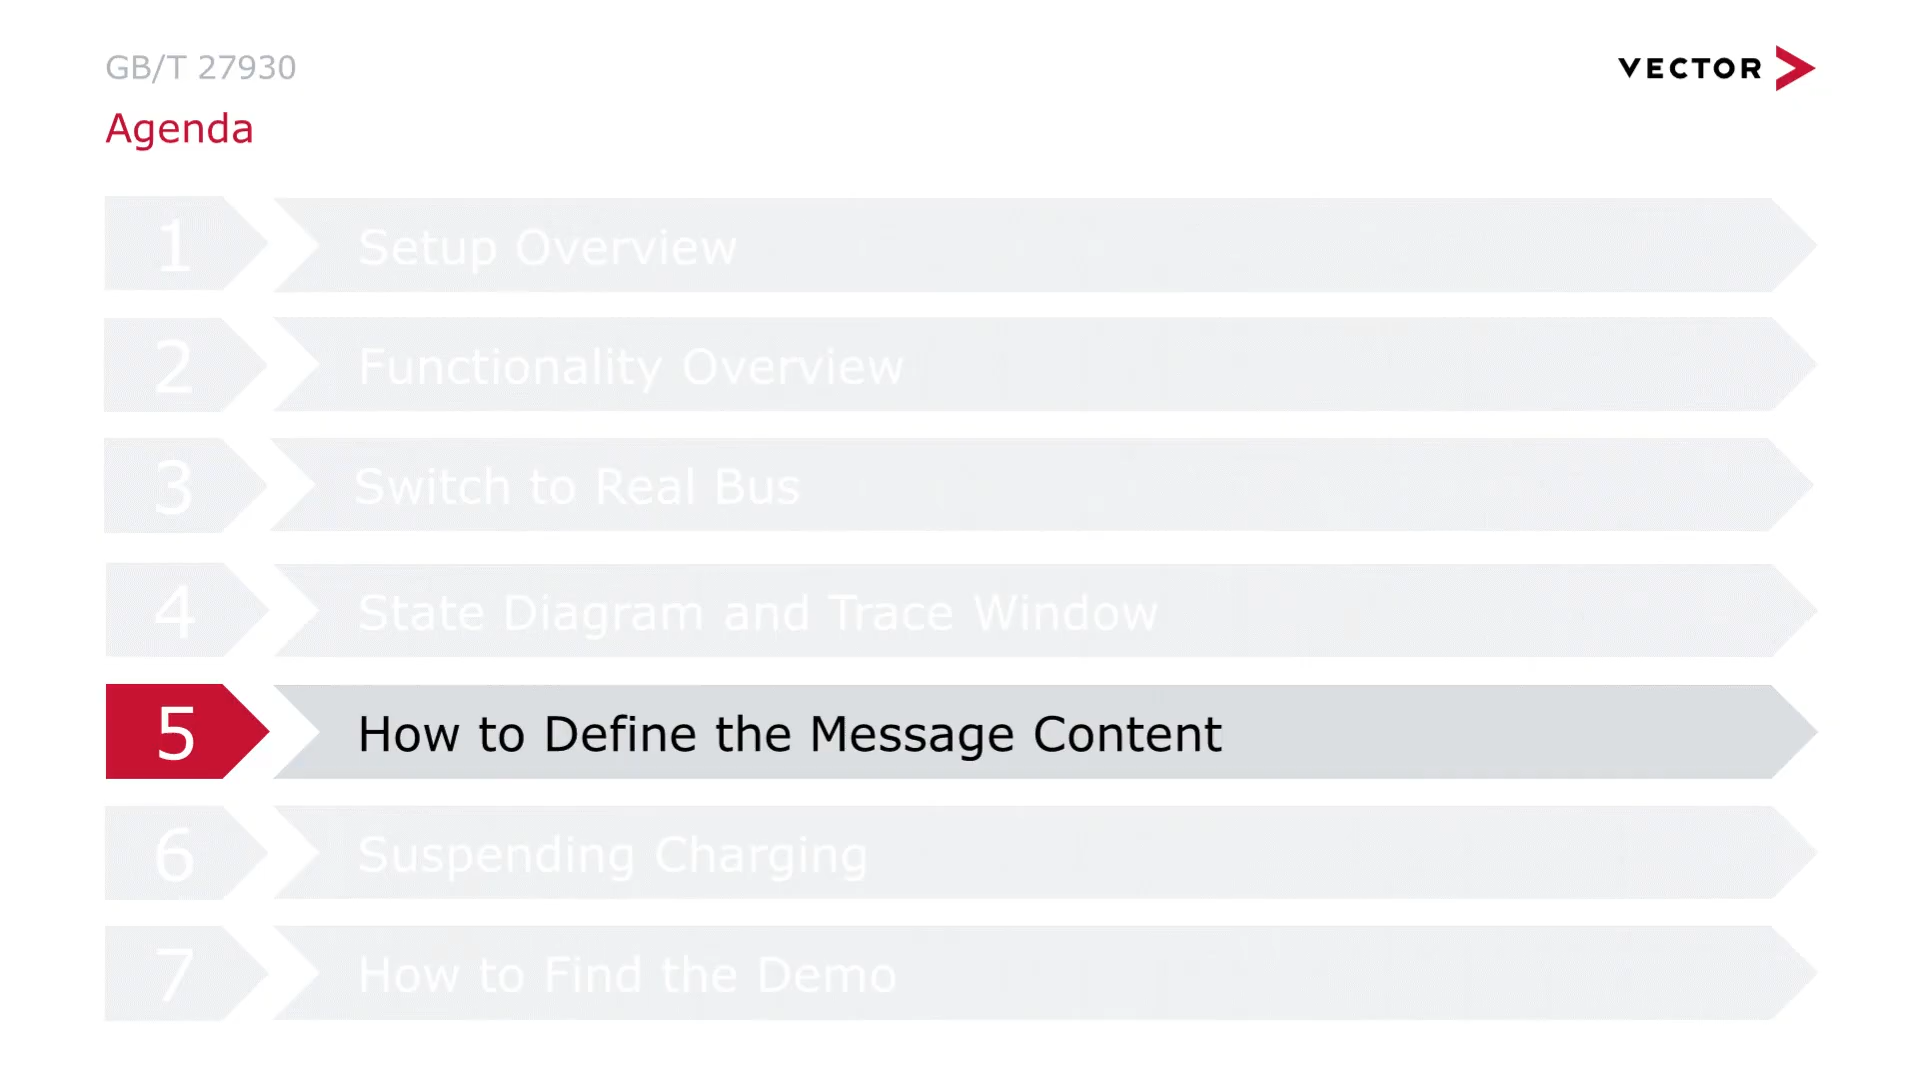 GB/T 27930
VECTOR
Agenda
1 Setup Overview
2 Functionality Overview
3 Switch to Real Bus
4 State Diagram and Trace Window
5 How to Define the Message Content
6 Suspending Charging
7 How to Find the Demo